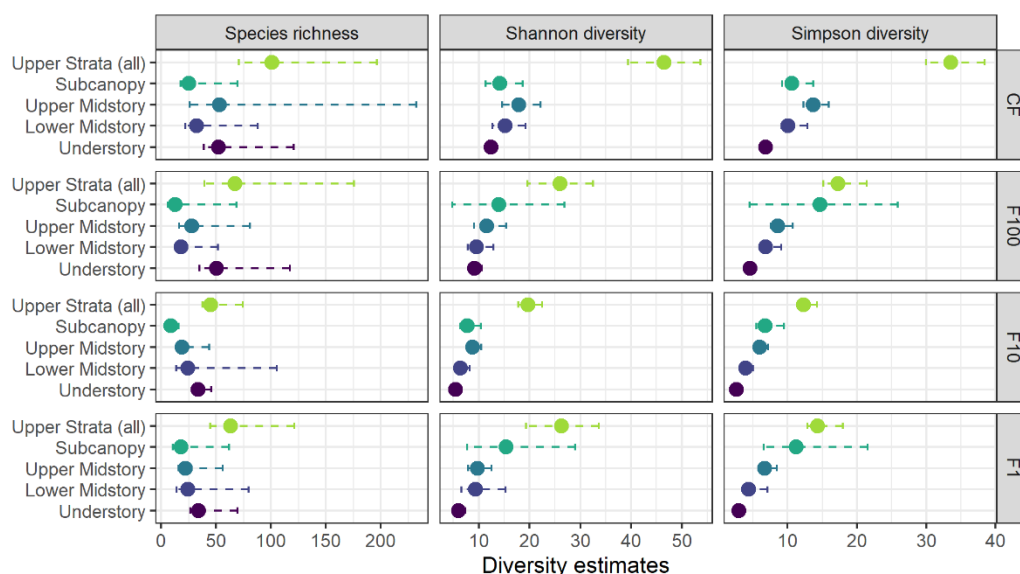 Species richness Shannon diversity Simpson diversity
Upper Strata (all)
Subcanopy
Upper Midstory
Lower Midstory
Understory
CF
Upper Strata (all)
Subcanopy
Upper Midstory
Lower Midstory
Understory
F100
Upper Strata (all)
Subcanopy
Upper Midstory
Lower Midstory
Understory
F10
Upper Strata (all)
Subcanopy
Upper Midstory
Lower Midstory
Understory
F1
0 50 100 150 200 10 20 30 40 50 10 20 30 40
Diversity estimates